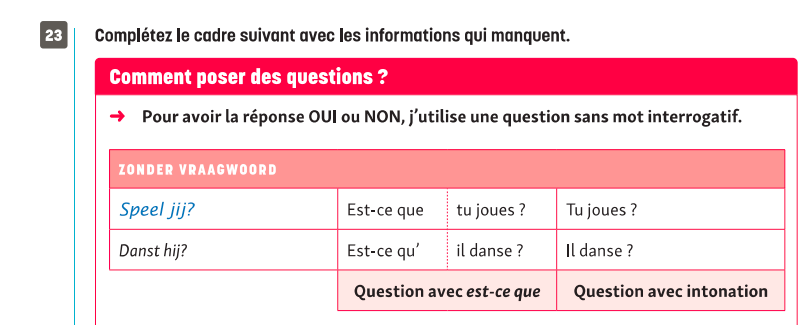 23 Complétez le cadre suivant avec les informations qui manquent.
Comment poser des questions ?
➜ Pour avoir la réponse OUI ou NON, j'utilise une question sans mot interrogatif.
ZONDER VRAAGWOORD
Speel jij? Est-ce que tu joues ? Tu joues ?
Danst hij? Est-ce qu' il danse ? Il danse ?
Question avec est-ce que Question avec intonation